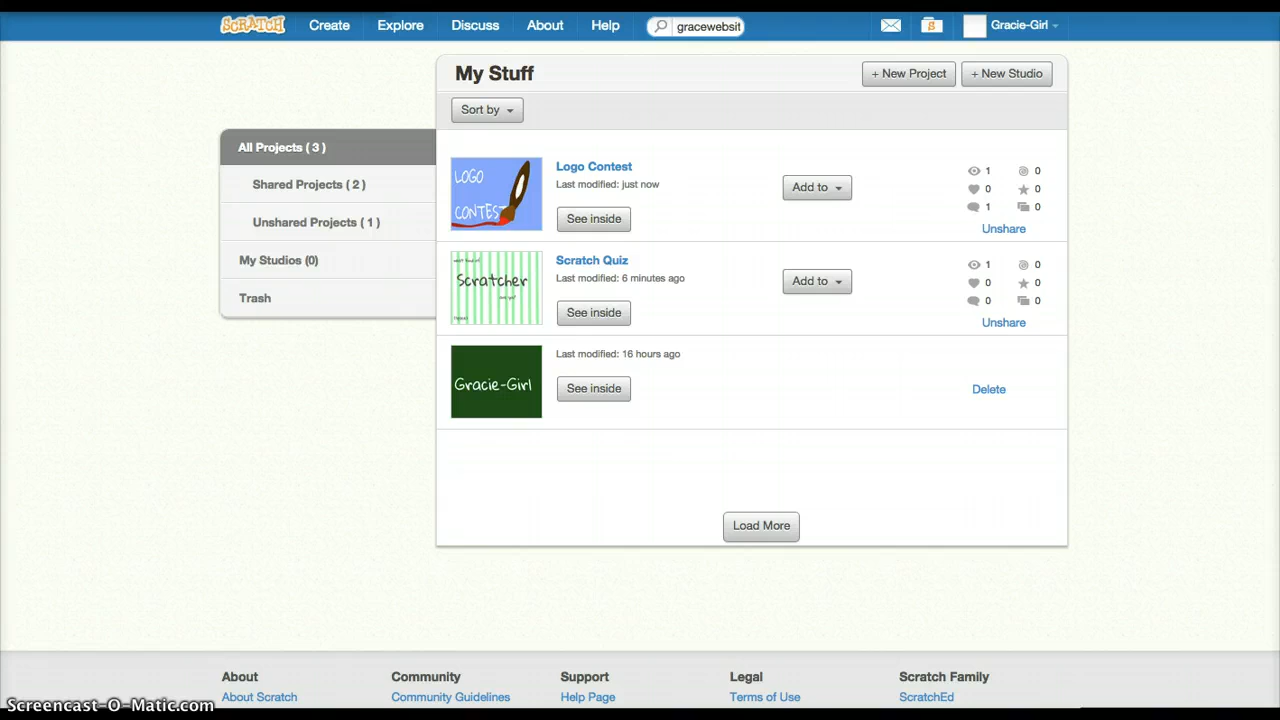 SCRATCH Create Explore Discuss About Help gracewebsit Gracie-Girl
My Stuff + New Project + New Studio
Sort by
All Projects ( 3 )
Shared Projects ( 2 )
Unshared Projects ( 1 )
My Studios (0)
Trash
LOGO
CONTEST
Logo Contest
Last modified: just now
See inside
Add to
1 0
0 0
1 0
Unshare
Scratcher
Scratch Quiz
Last modified: 6 minutes ago
See inside
Add to
1 0
0 0
0 0
Unshare
Gracie-Girl
Last modified: 16 hours ago
See inside
Delete
Load More
About Community Support Legal Scratch Family
About Scratch Community Guidelines Help Page Terms of Use ScratchEd
Screencast-O-Matic.com